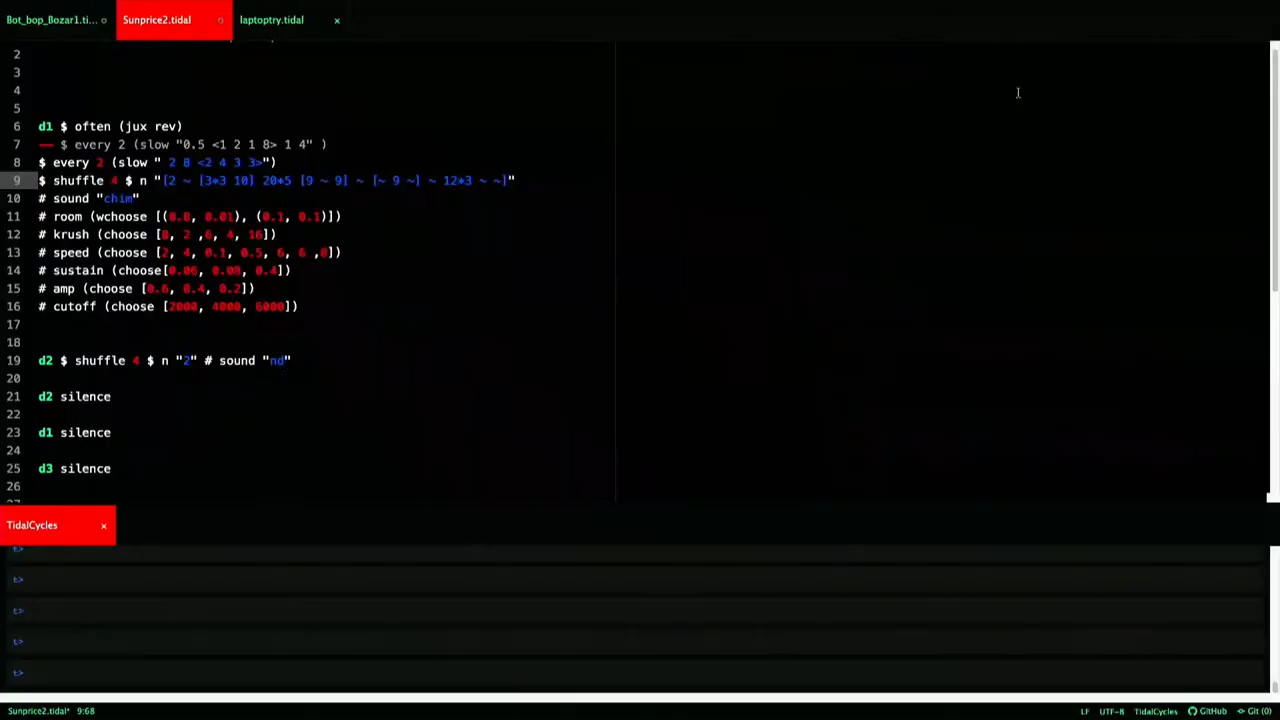 Bot_bop_Bozar1.ti...
Sunprice2.tidal
laptoptry.tidal ×
2
3
4
5
6 d1 $ often (jux rev)
7 -- $ every 2 (slow "0.5 <1 2 1 8> 1 4" )
8 $ every 2 (slow " 2 8 <2 4 3 3>")
9 $ shuffle 4 $ n "[2 ~ [3*3 10] 20*5 [9 ~ 9] ~ [~ 9 ~] ~ 12*3 ~ ~]"
10 # sound "chim"
11 # room (wchoose [(0.8, 0.01), (0.1, 0.1)])
12 # krush (choose [8, 2 ,6, 4, 16])
13 # speed (choose [2, 4, 0.1, 0.5, 6, 6 ,8])
14 # sustain (choose[0.06, 0.08, 0.4])
15 # amp (choose [0.6, 0.4, 0.2])
16 # cutoff (choose [2000, 4000, 6000])
17
18
19 d2 $ shuffle 4 $ n "2" # sound "nd"
20
21 d2 silence
22
23 d1 silence
24
25 d3 silence
26
TidalCycles ×
t>
t>
t>
t>
t>
Sunprice2.tidal* 9:68 LF UTF-8 TidalCycles GitHub Git (0)